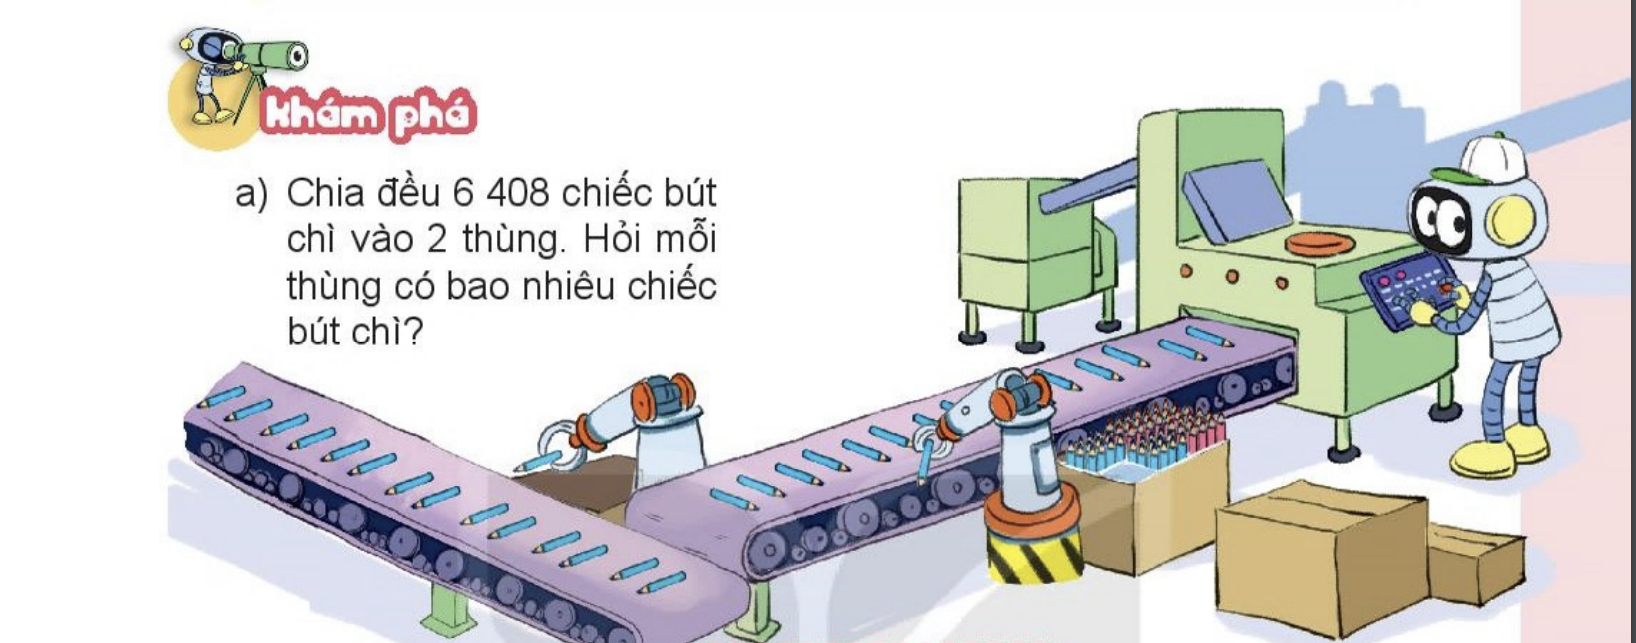 Khám phá
a) Chia đều 6 408 chiếc bút
chì vào 2 thùng. Hỏi mỗi
thùng có bao nhiêu chiếc
bút chì?